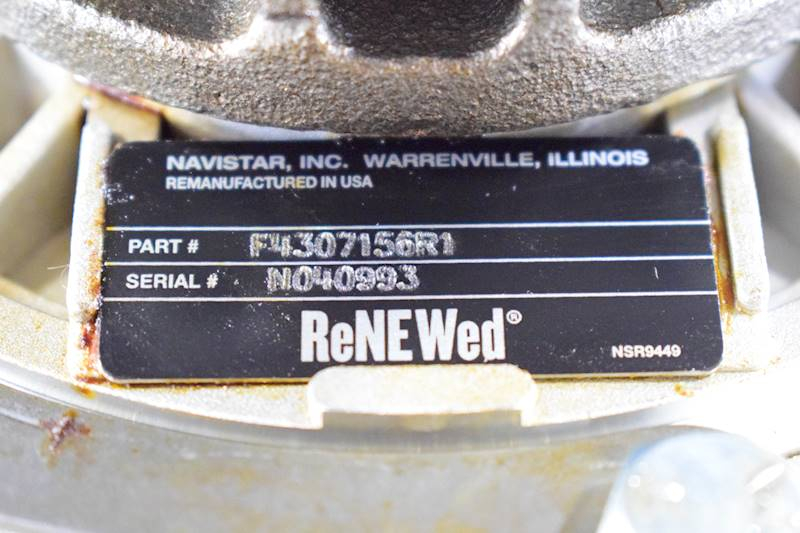 NAVISTAR, INC. WARRENVILLE, ILLINOIS
REMANUFACTURED IN USA
PART # F4307156R1
SERIAL # N040993
ReNEWed®
NSR9449